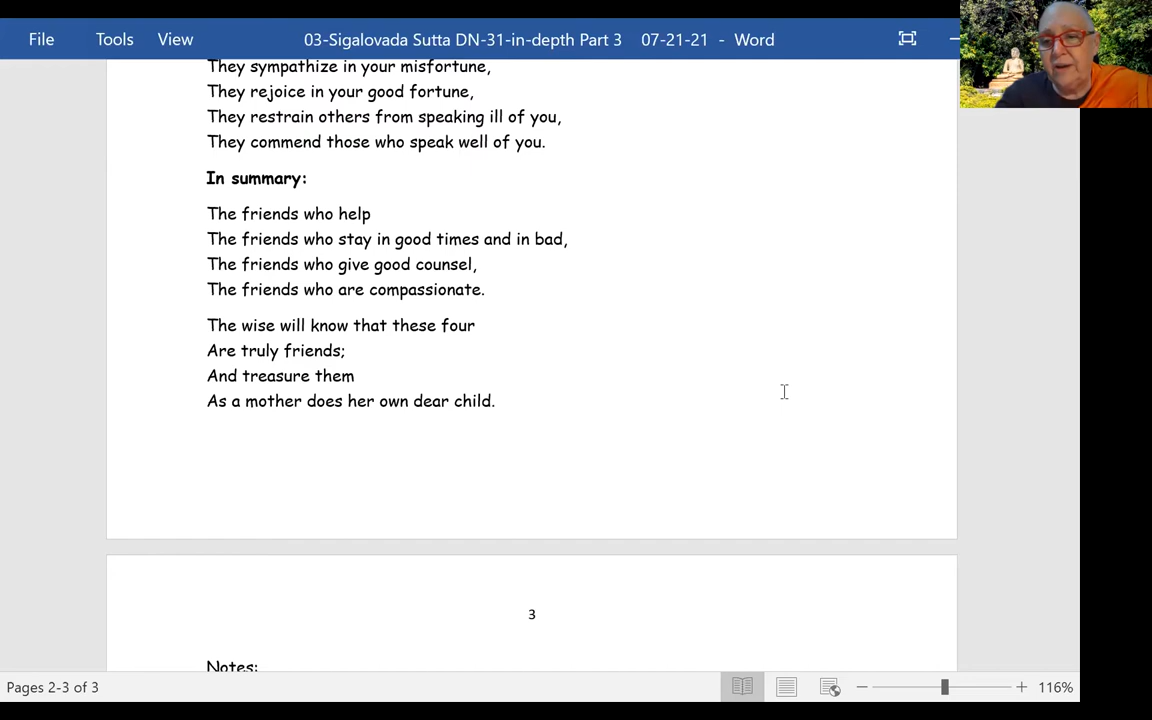 File Tools View 03-Sigalovada Sutta DN-31-in-depth Part 3 07-21-21 - Word
They sympathize in your misfortune,
They rejoice in your good fortune,
They restrain others from speaking ill of you,
They commend those who speak well of you.
In summary:
The friends who help
The friends who stay in good times and in bad,
The friends who give good counsel,
The friends who are compassionate.
The wise will know that these four
Are truly friends;
And treasure them
As a mother does her own dear child.
3
Notes:
Pages 2-3 of 3 116%